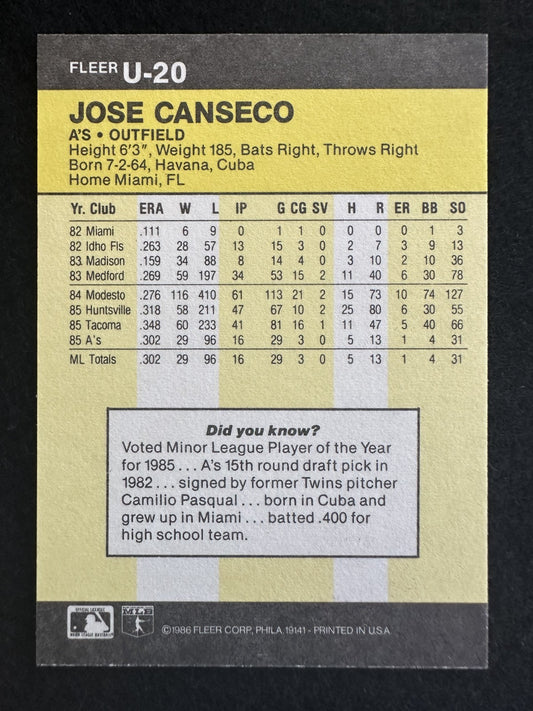 FLEER U-20
JOSE CANSECO
A'S • OUTFIELD
Height 6'3", Weight 185, Bats Right, Throws Right
Born 7-2-64, Havana, Cuba
Home Miami, FL
Yr. Club ERA W L IP G CG SV H R ER BB SO
82 Miami .111 6 9 0 1 1 0 0 0 0 1 3
82 Idho Fls .263 28 57 13 15 3 0 2 7 3 9 13
83 Madison .159 34 88 8 14 4 0 3 10 2 10 36
83 Medford .269 59 197 34 53 15 2 11 40 6 30 78
84 Modesto .276 116 410 61 113 21 2 15 73 10 74 127
85 Huntsville .318 58 211 47 67 10 2 25 80 6 30 55
85 Tacoma .348 60 233 41 81 16 1 11 47 5 40 66
85 A's .302 29 96 16 29 3 0 5 13 1 4 31
ML Totals .302 29 96 16 29 3 0 5 13 1 4 31
Did you know?
Voted Minor League Player of the Year
for 1985 . . . A's 15th round draft pick in
1982 . . . signed by former Twins pitcher
Camilio Pasqual . . . born in Cuba and
grew up in Miami . . . batted .400 for
high school team.
OFFICIAL LICENSEE
MAJOR LEAGUE BASEBALL
MLB
©1986 FLEER CORP., PHILA. 19141 - PRINTED IN U.S.A.